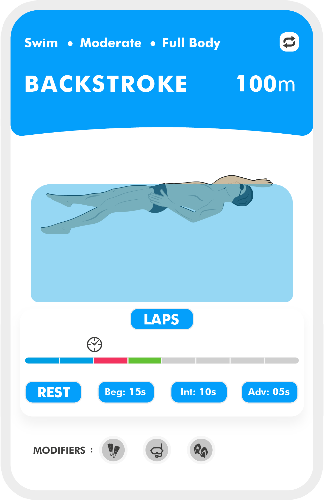 Swim • Moderate • Full Body
BACKSTROKE 100m
LAPS
REST Beg: 15s Int: 10s Adv: 05s
MODIFIERS :